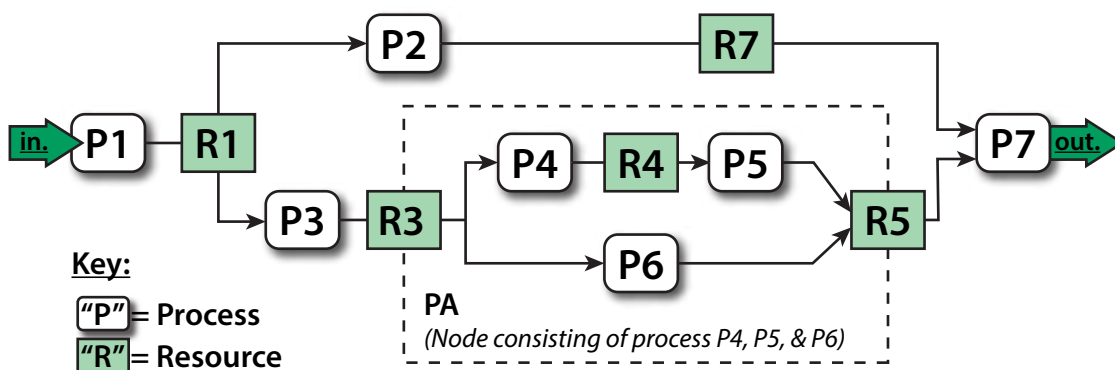 P2
R7
in.
P1
R1
P7
out.
P4
R4
P5
P3
R3
R5
P6
Key:
"P" = Process
"R" = Resource
PA
(Node consisting of process P4, P5, & P6)